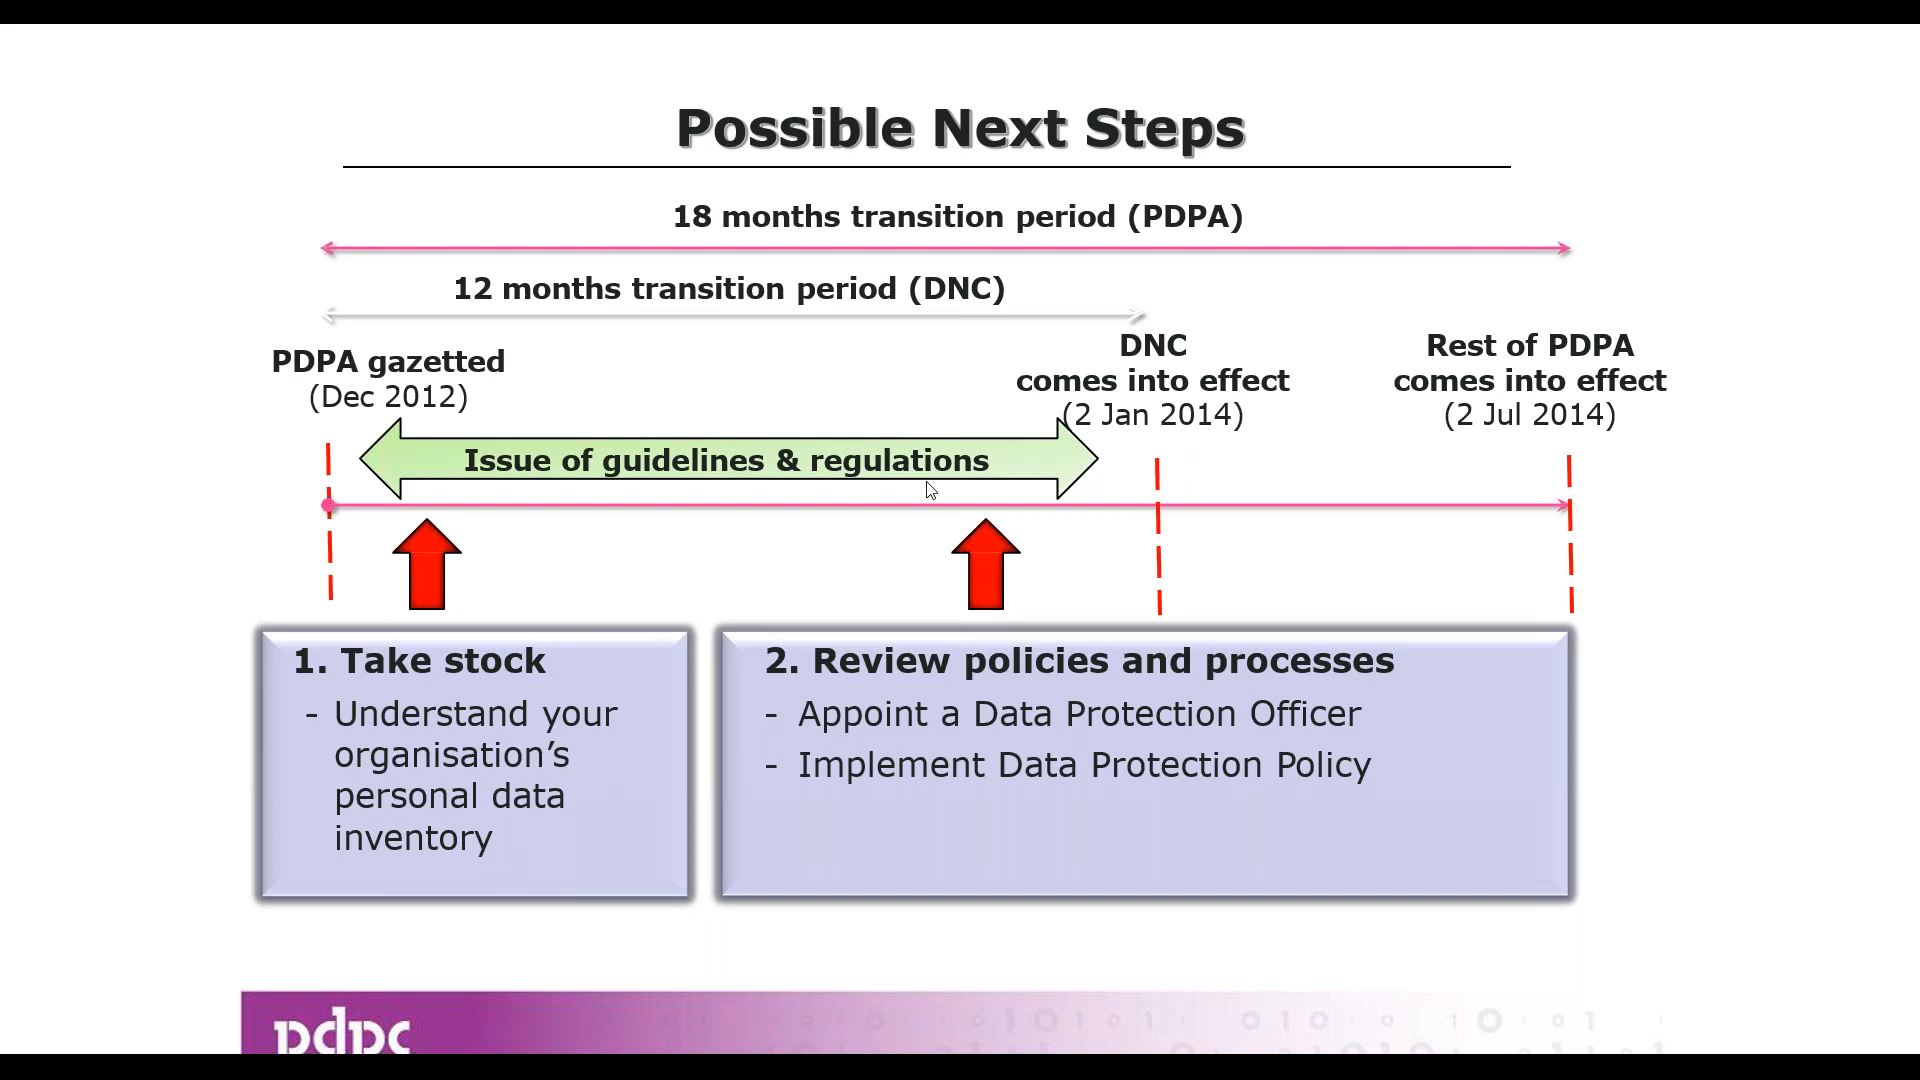 Possible Next Steps
18 months transition period (PDPA)
12 months transition period (DNC)
PDPA gazetted
(Dec 2012)
DNC
comes into effect
(2 Jan 2014)
Rest of PDPA
comes into effect
(2 Jul 2014)
Issue of guidelines & regulations
1. Take stock
- Understand your
organisation’s
personal data
inventory
2. Review policies and processes
- Appoint a Data Protection Officer
- Implement Data Protection Policy
pdpc